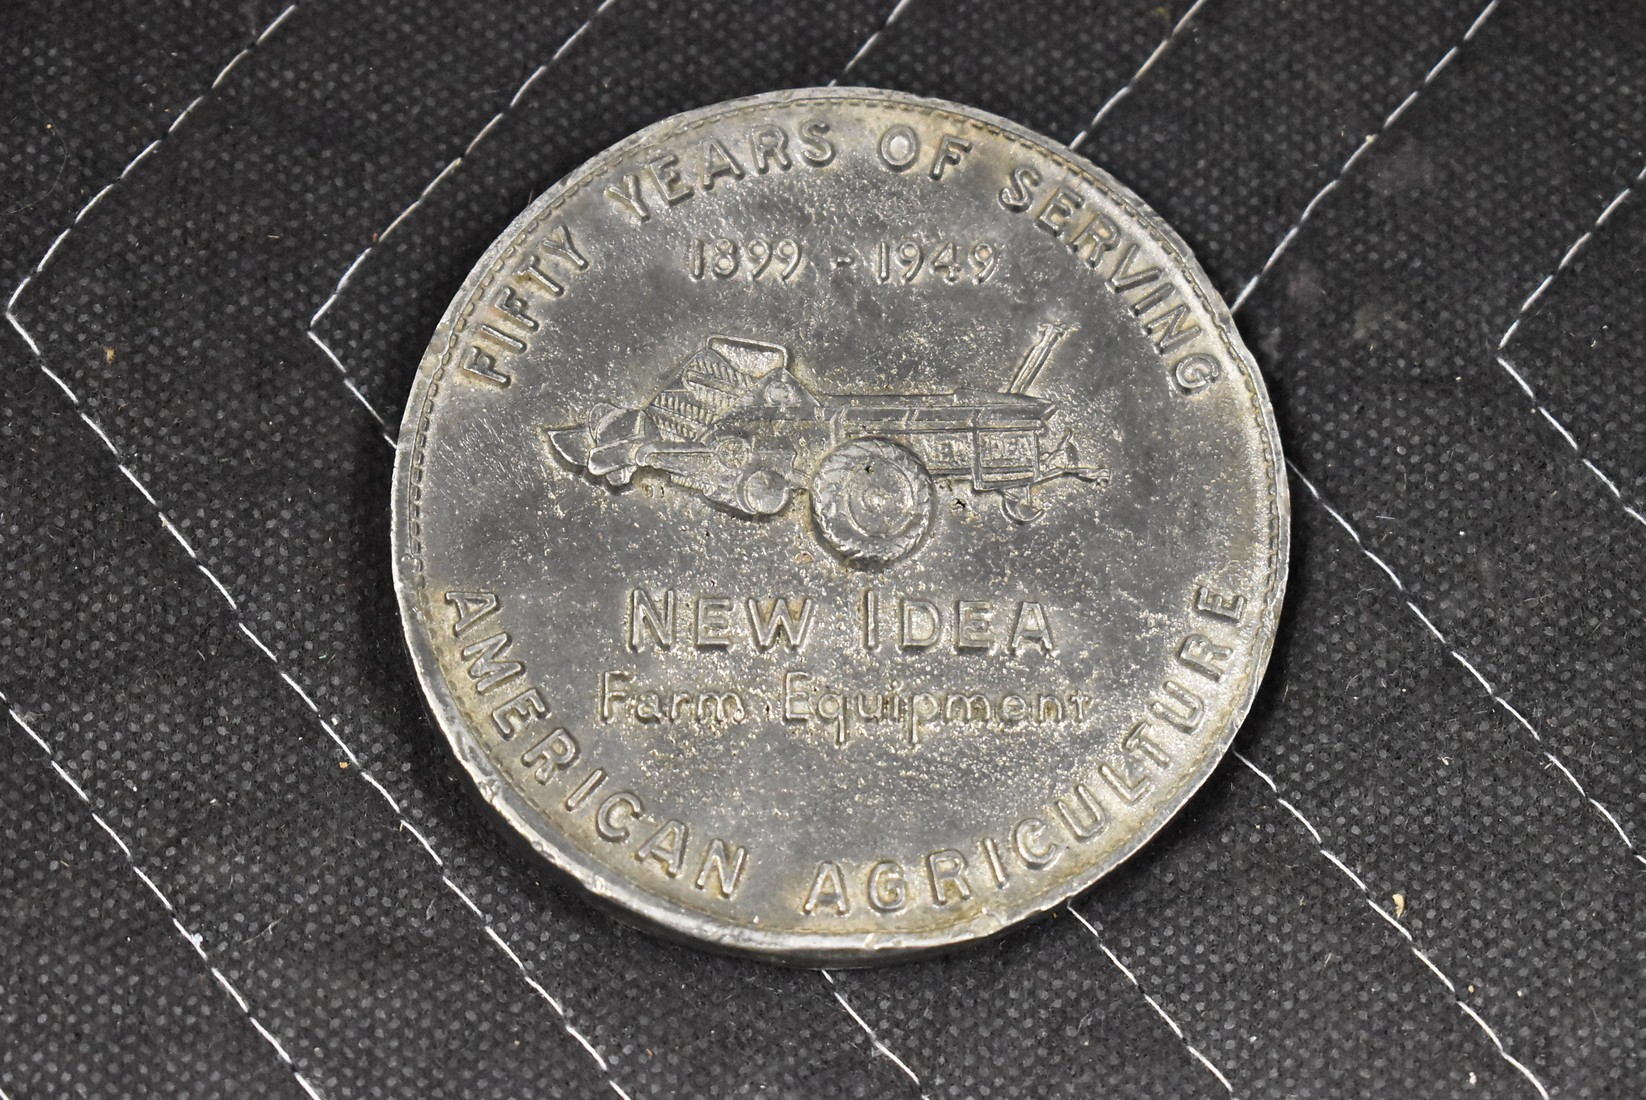 FIFTY YEARS OF SERVING
1899 - 1949
NEW IDEA
Farm Equipment
AMERICAN AGRICULTURE